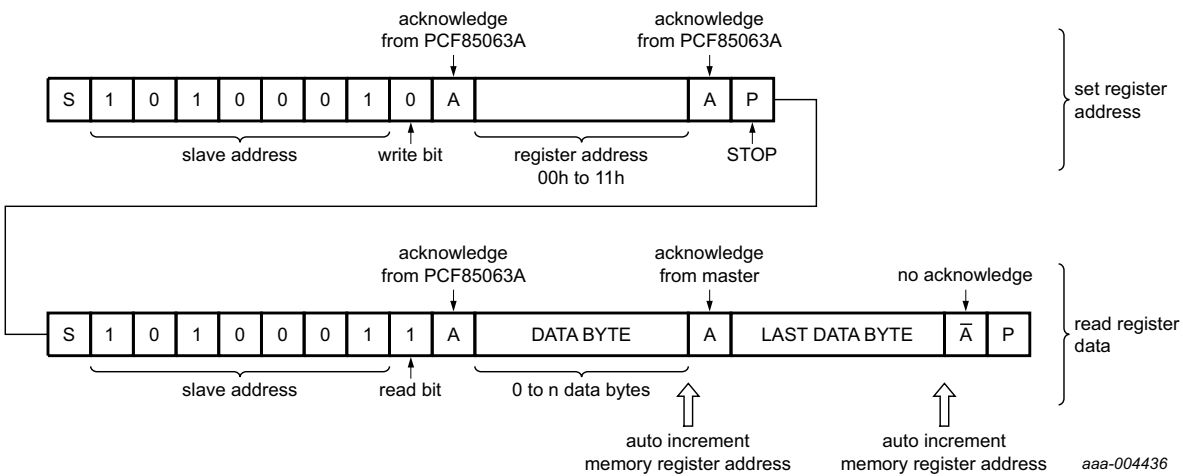 acknowledge
from PCF85063A
acknowledge
from PCF85063A
S 1 0 1 0 0 0 1 0 A A P
set register
address
slave address
write bit
register address
00h to 11h
STOP
acknowledge
from PCF85063A
acknowledge
from master
no acknowledge
S 1 0 1 0 0 0 1 1 A DATA BYTE A LAST DATA BYTE A̅ P
read register
data
slave address
read bit
0 to n data bytes
auto increment
memory register address
auto increment
memory register address
aaa-004436